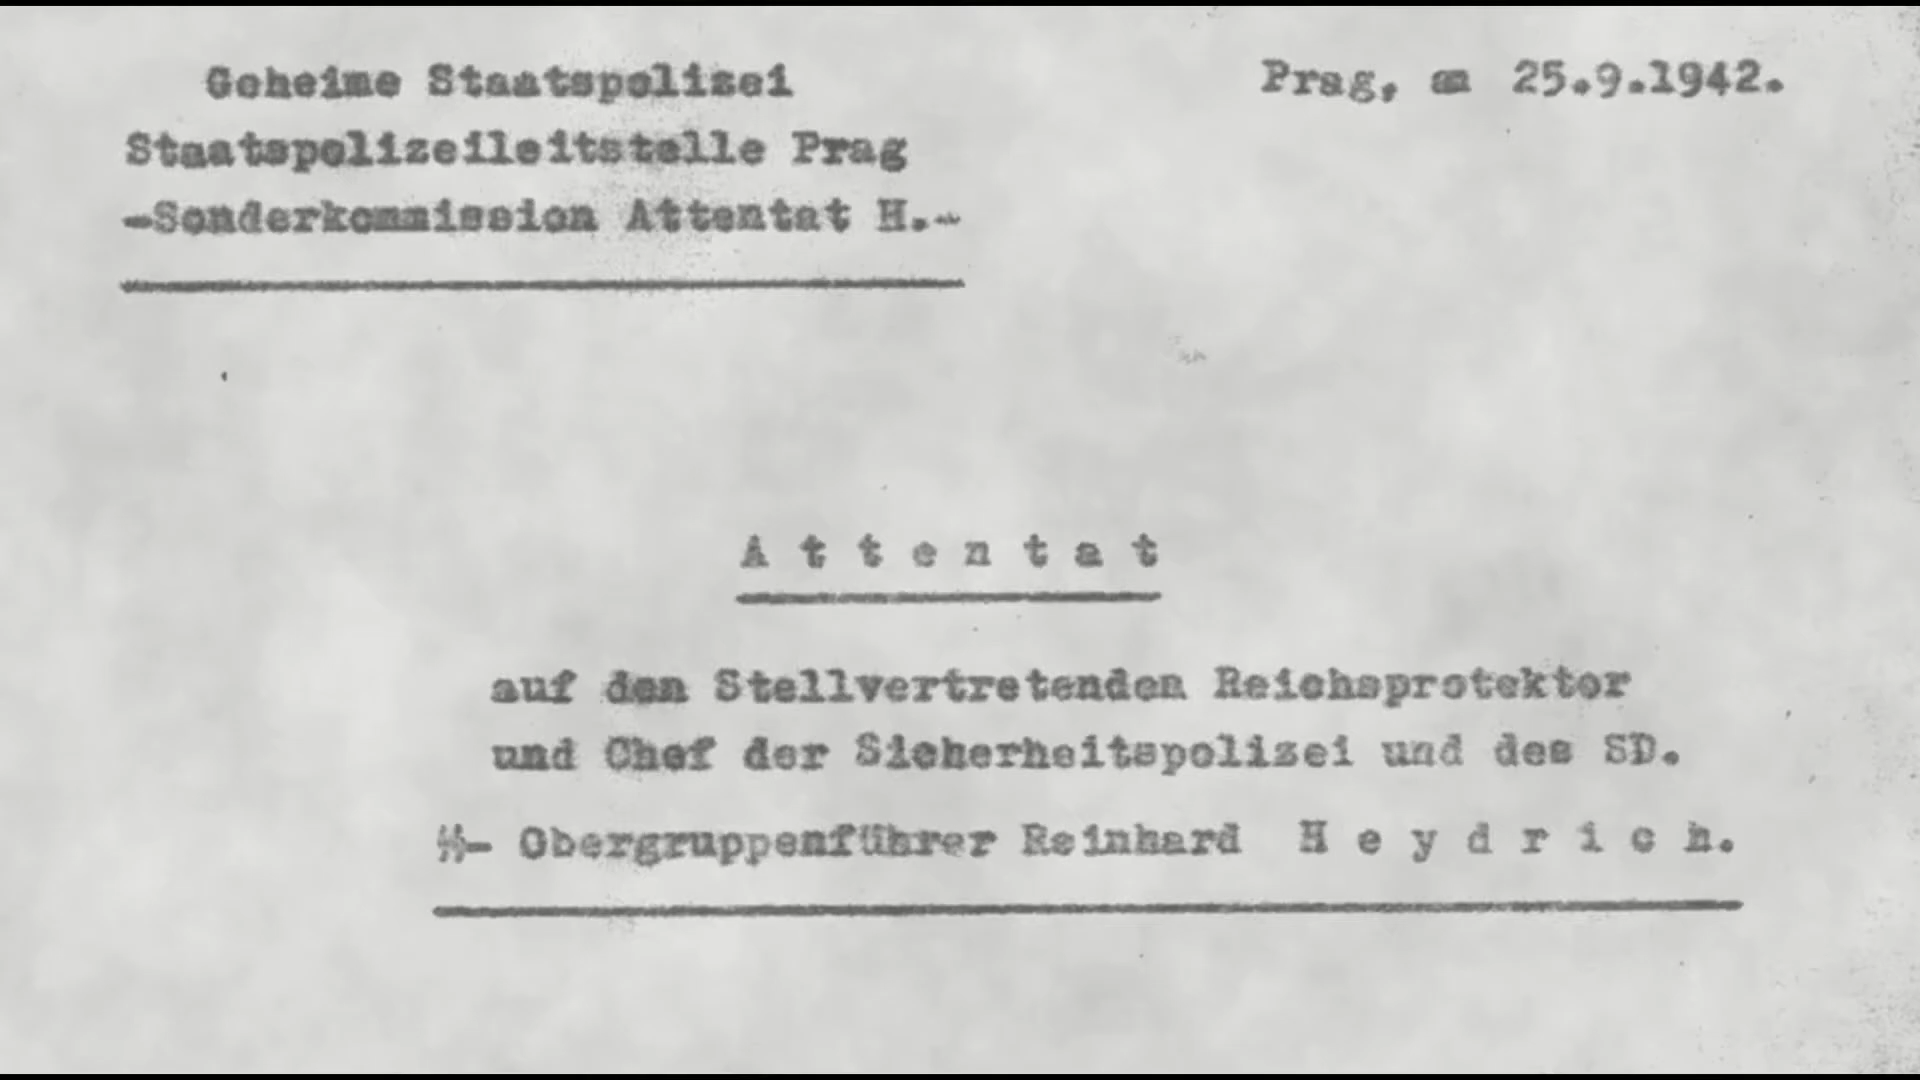 Geheime Staatspolizei
Prag, am 25.9.1942.
Staatspolizeileitstelle Prag
-Sonderkommission Attentat H.-
A t t e n t a t
auf den Stellvertretenden Reichsprotektor
und Chef der Sicherheitspolizei und des SD.
SS- Obergruppenführer Reinhard H e y d r i c h.